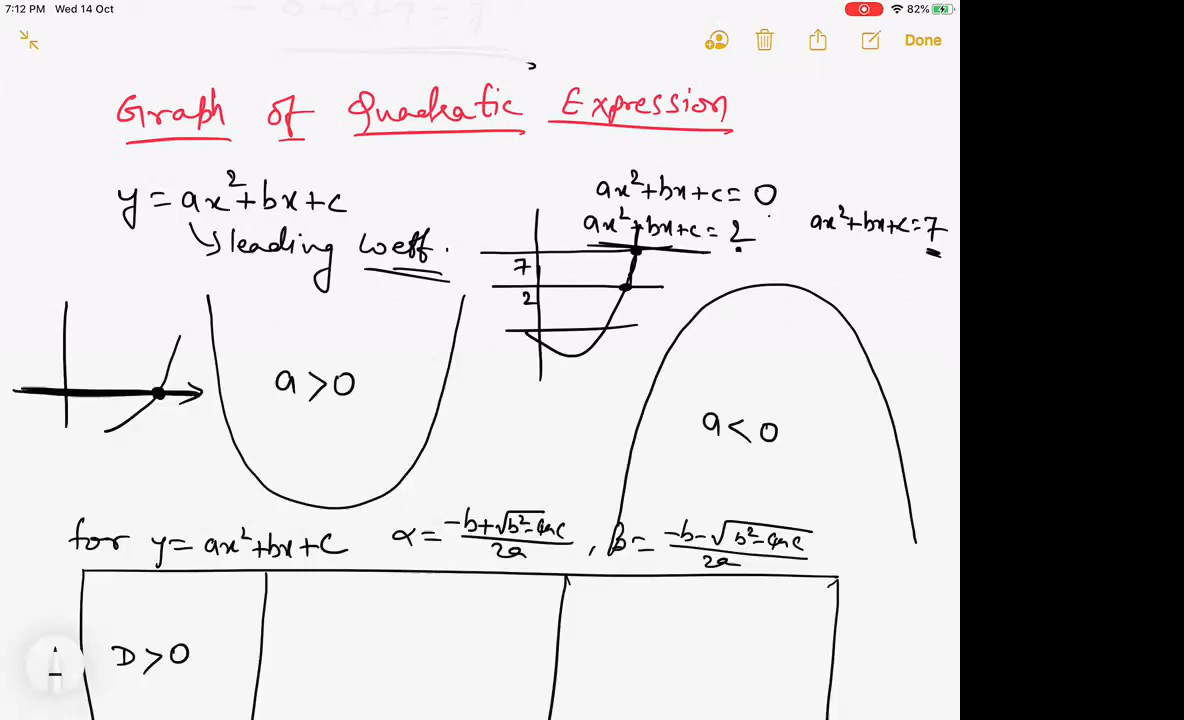 7:12 PM Wed 14 Oct
82%
Done
Graph of Quadratic Expression
y = ax²+bx+c
leading coeff.
ax²+bx+c = 0
ax²+bx+c = 2
ax²+bx+c = 7
7
2
a > 0
a < 0
for y = ax²+bx+c α = (-b+√(b²-4ac))/2a , β = (-b-√(b²-4ac))/2a
D > 0